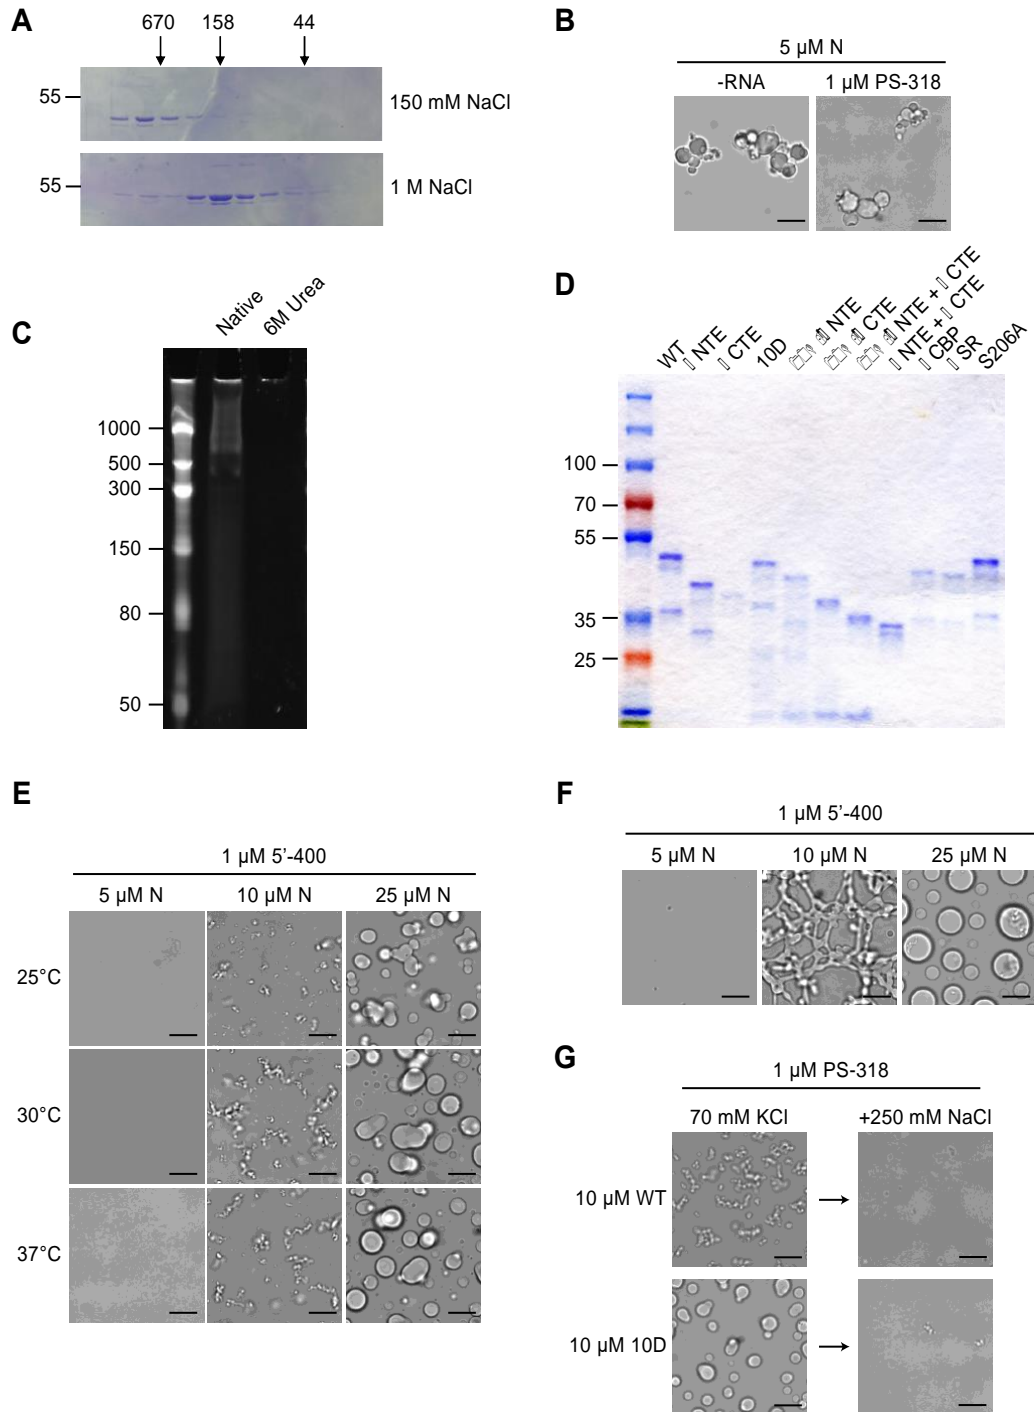 A
670 158 44
55
150 mM NaCl
55
1 M NaCl
B
5 µM N
-RNA 1 µM PS-318
C
Native
6M Urea
1000
500
300
150
80
50
D
WT
NTE
CTE
10D
NTE
CTE
NTE + CTE
NTE + CTE
CBP
SR
S206A
100
70
55
35
25
E
1 µM 5’-400
5 µM N 10 µM N 25 µM N
25°C
30°C
37°C
F
1 µM 5’-400
5 µM N 10 µM N 25 µM N
G
1 µM PS-318
70 mM KCl +250 mM NaCl
10 µM WT
10 µM 10D